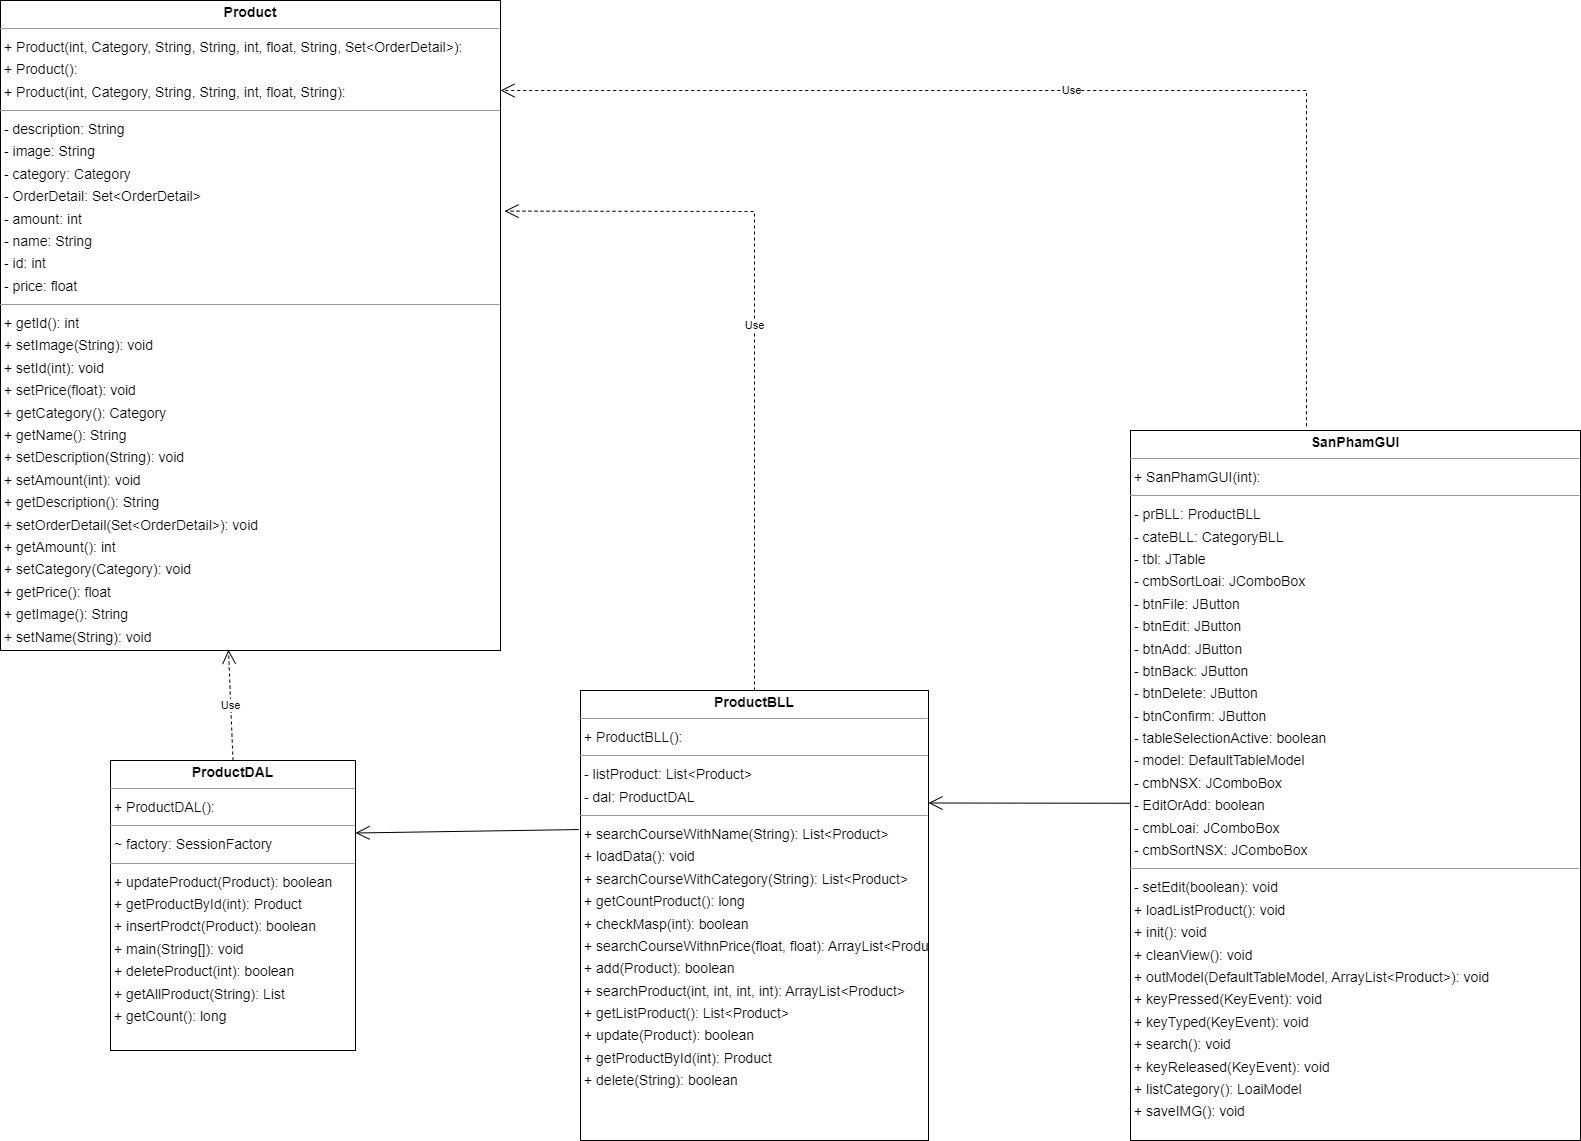 Product
+ Product(int, Category, String, String, int, float, String, Set<OrderDetail>):
+ Product():
+ Product(int, Category, String, String, int, float, String):
- description: String
- image: String
- category: Category
- OrderDetail: Set<OrderDetail>
- amount: int
- name: String
- id: int
- price: float
+ getId(): int
+ setImage(String): void
+ setId(int): void
+ setPrice(float): void
+ getCategory(): Category
+ getName(): String
+ setDescription(String): void
+ setAmount(int): void
+ getDescription(): String
+ setOrderDetail(Set<OrderDetail>): void
+ getAmount(): int
+ setCategory(Category): void
+ getPrice(): float
+ getImage(): String
+ setName(String): void
Use
Use
Use
ProductDAL
+ ProductDAL():
~ factory: SessionFactory
+ updateProduct(Product): boolean
+ getProductById(int): Product
+ insertProdct(Product): boolean
+ main(String[]): void
+ deleteProduct(int): boolean
+ getAllProduct(String): List
+ getCount(): long
ProductBLL
+ ProductBLL():
- listProduct: List<Product>
- dal: ProductDAL
+ searchCourseWithName(String): List<Product>
+ loadData(): void
+ searchCourseWithCategory(String): List<Product>
+ getCountProduct(): long
+ checkMasp(int): boolean
+ searchCourseWithnPrice(float, float): ArrayList<Produ
+ add(Product): boolean
+ searchProduct(int, int, int, int): ArrayList<Product>
+ getListProduct(): List<Product>
+ update(Product): boolean
+ getProductById(int): Product
+ delete(String): boolean
SanPhamGUI
+ SanPhamGUI(int):
- prBLL: ProductBLL
- cateBLL: CategoryBLL
- tbl: JTable
- cmbSortLoai: JComboBox
- btnFile: JButton
- btnEdit: JButton
- btnAdd: JButton
- btnBack: JButton
- btnDelete: JButton
- btnConfirm: JButton
- tableSelectionActive: boolean
- model: DefaultTableModel
- cmbNSX: JComboBox
- EditOrAdd: boolean
- cmbLoai: JComboBox
- cmbSortNSX: JComboBox
- setEdit(boolean): void
+ loadListProduct(): void
+ init(): void
+ cleanView(): void
+ outModel(DefaultTableModel, ArrayList<Product>): void
+ keyPressed(KeyEvent): void
+ keyTyped(KeyEvent): void
+ search(): void
+ keyReleased(KeyEvent): void
+ listCategory(): LoaiModel
+ saveIMG(): void